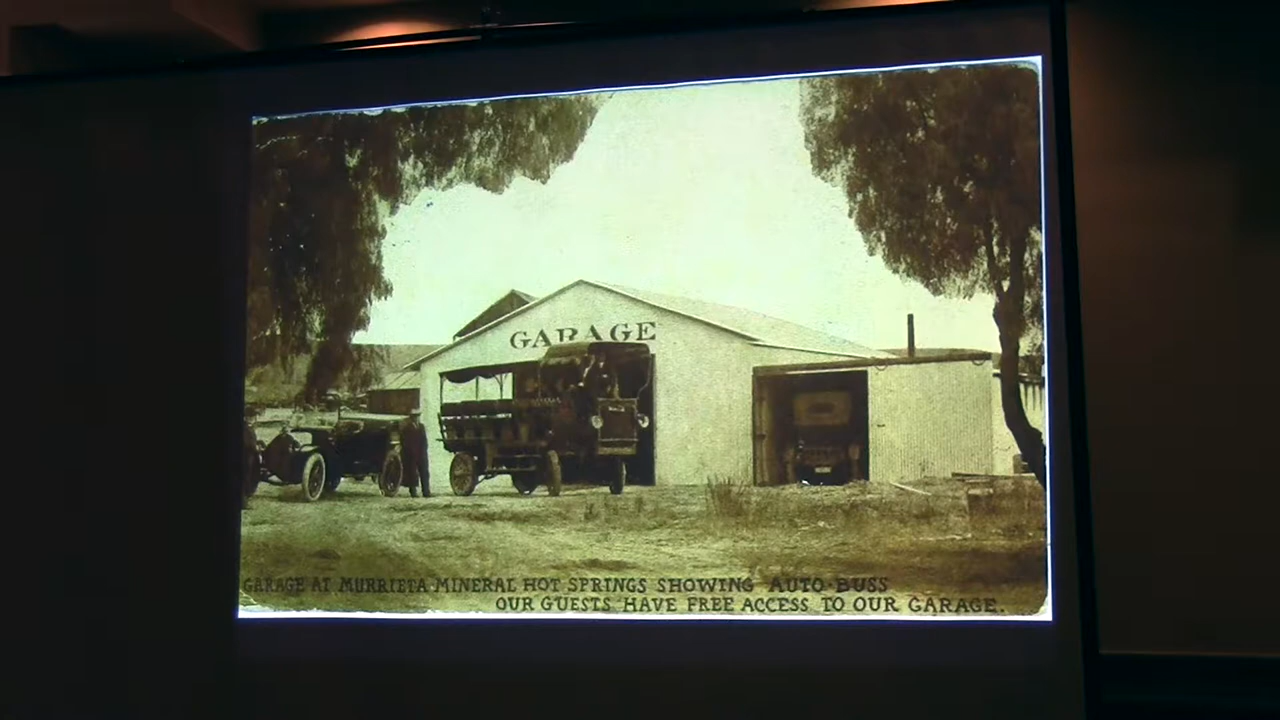 GARAGE
GARAGE AT MURRIETA MINERAL HOT SPRINGS SHOWING AUTO-BUSS
OUR GUESTS HAVE FREE ACCESS TO OUR GARAGE.